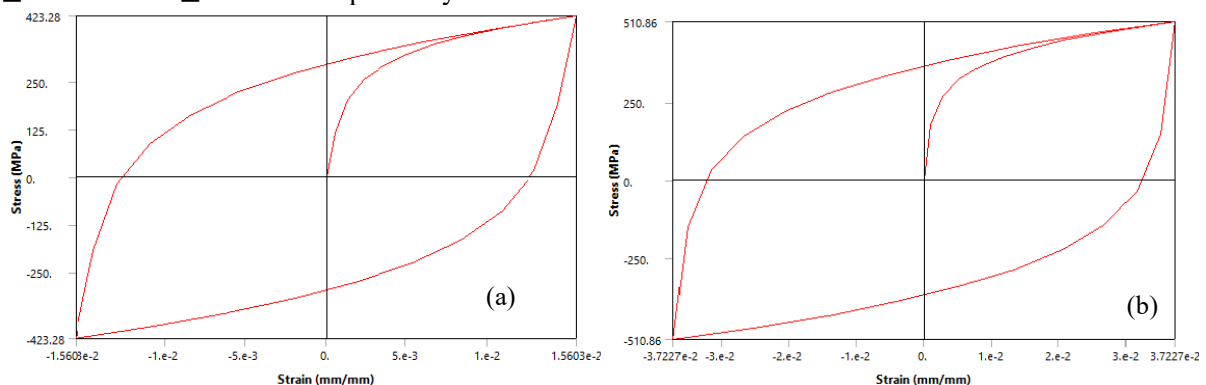 423.28
250.
125.
0.
-125.
-250.
-423.28
Stress (MPa)
-1.5603e-2
-1.e-2
-5.e-3
0.
5.e-3
1.e-2
1.5603e-2
Strain (mm/mm)
(a)
510.86
250.
0.
-250.
-510.86
Stress (MPa)
-3.7227e-2
-3.e-2
-2.e-2
-1.e-2
0.
1.e-2
2.e-2
3.e-2
3.7227e-2
Strain (mm/mm)
(b)